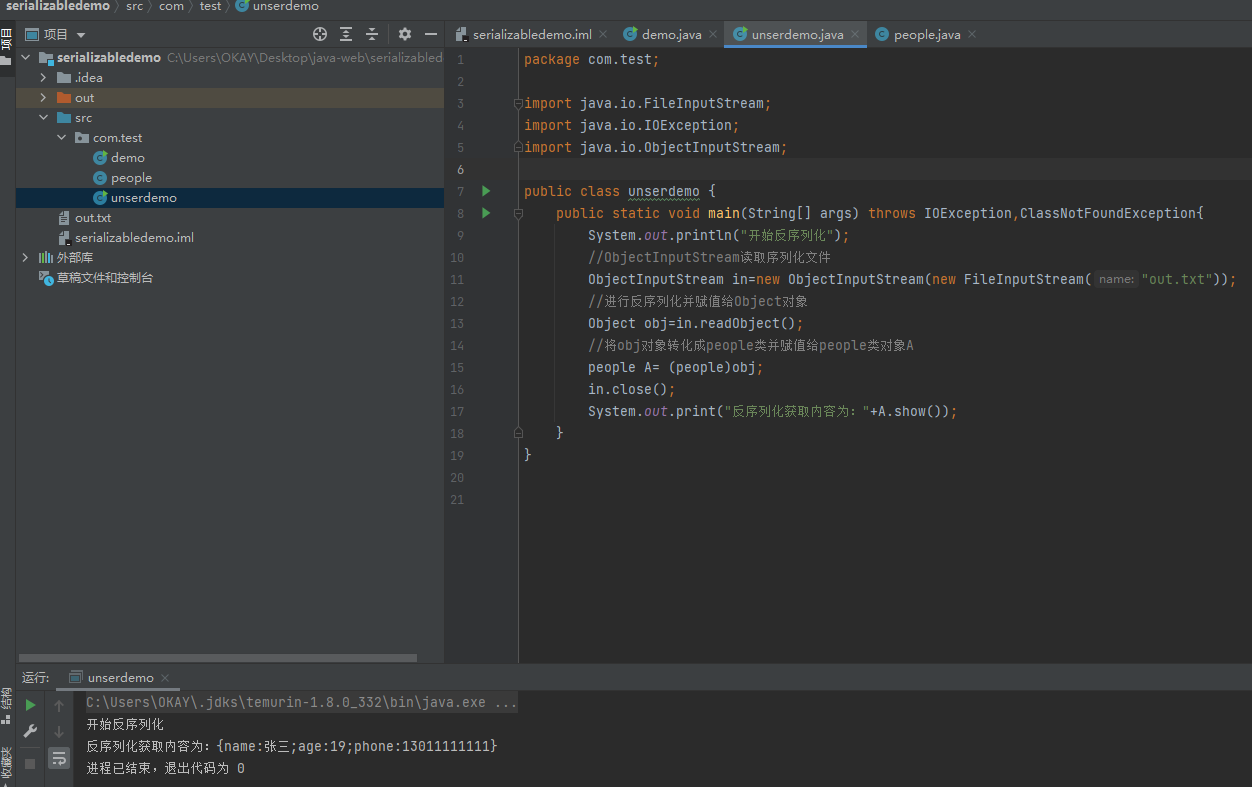 serializabledemo 〉 src 〉 com 〉 test 〉 unserdemo
项目
项目
serializabledemo.iml
demo.java
unserdemo.java
people.java
serializabledemo C:\Users\OKAY\Desktop\java-web\serializabled
.idea
out
src
com.test
demo
people
unserdemo
out.txt
serializabledemo.iml
外部库
草稿文件和控制台
1 package com.test;
2
3 import java.io.FileInputStream;
4 import java.io.IOException;
5 import java.io.ObjectInputStream;
6
7 public class unserdemo {
8 public static void main(String[] args) throws IOException,ClassNotFoundException{
9 System.out.println("开始反序列化");
10 //ObjectInputStream读取序列化文件
11 ObjectInputStream in=new ObjectInputStream(new FileInputStream( name: "out.txt"));
12 //进行反序列化并赋值给Object对象
13 Object obj=in.readObject();
14 //将obj对象转化成people类并赋值给people类对象A
15 people A= (people)obj;
16 in.close();
17 System.out.print("反序列化获取内容为："+A.show());
18 }
19 }
20
21
运行: unserdemo
结构
收藏夹
C:\Users\OKAY\.jdks\temurin-1.8.0_332\bin\java.exe ...
开始反序列化
反序列化获取内容为：{name:张三;age:19;phone:13011111111}
进程已结束，退出代码为 0